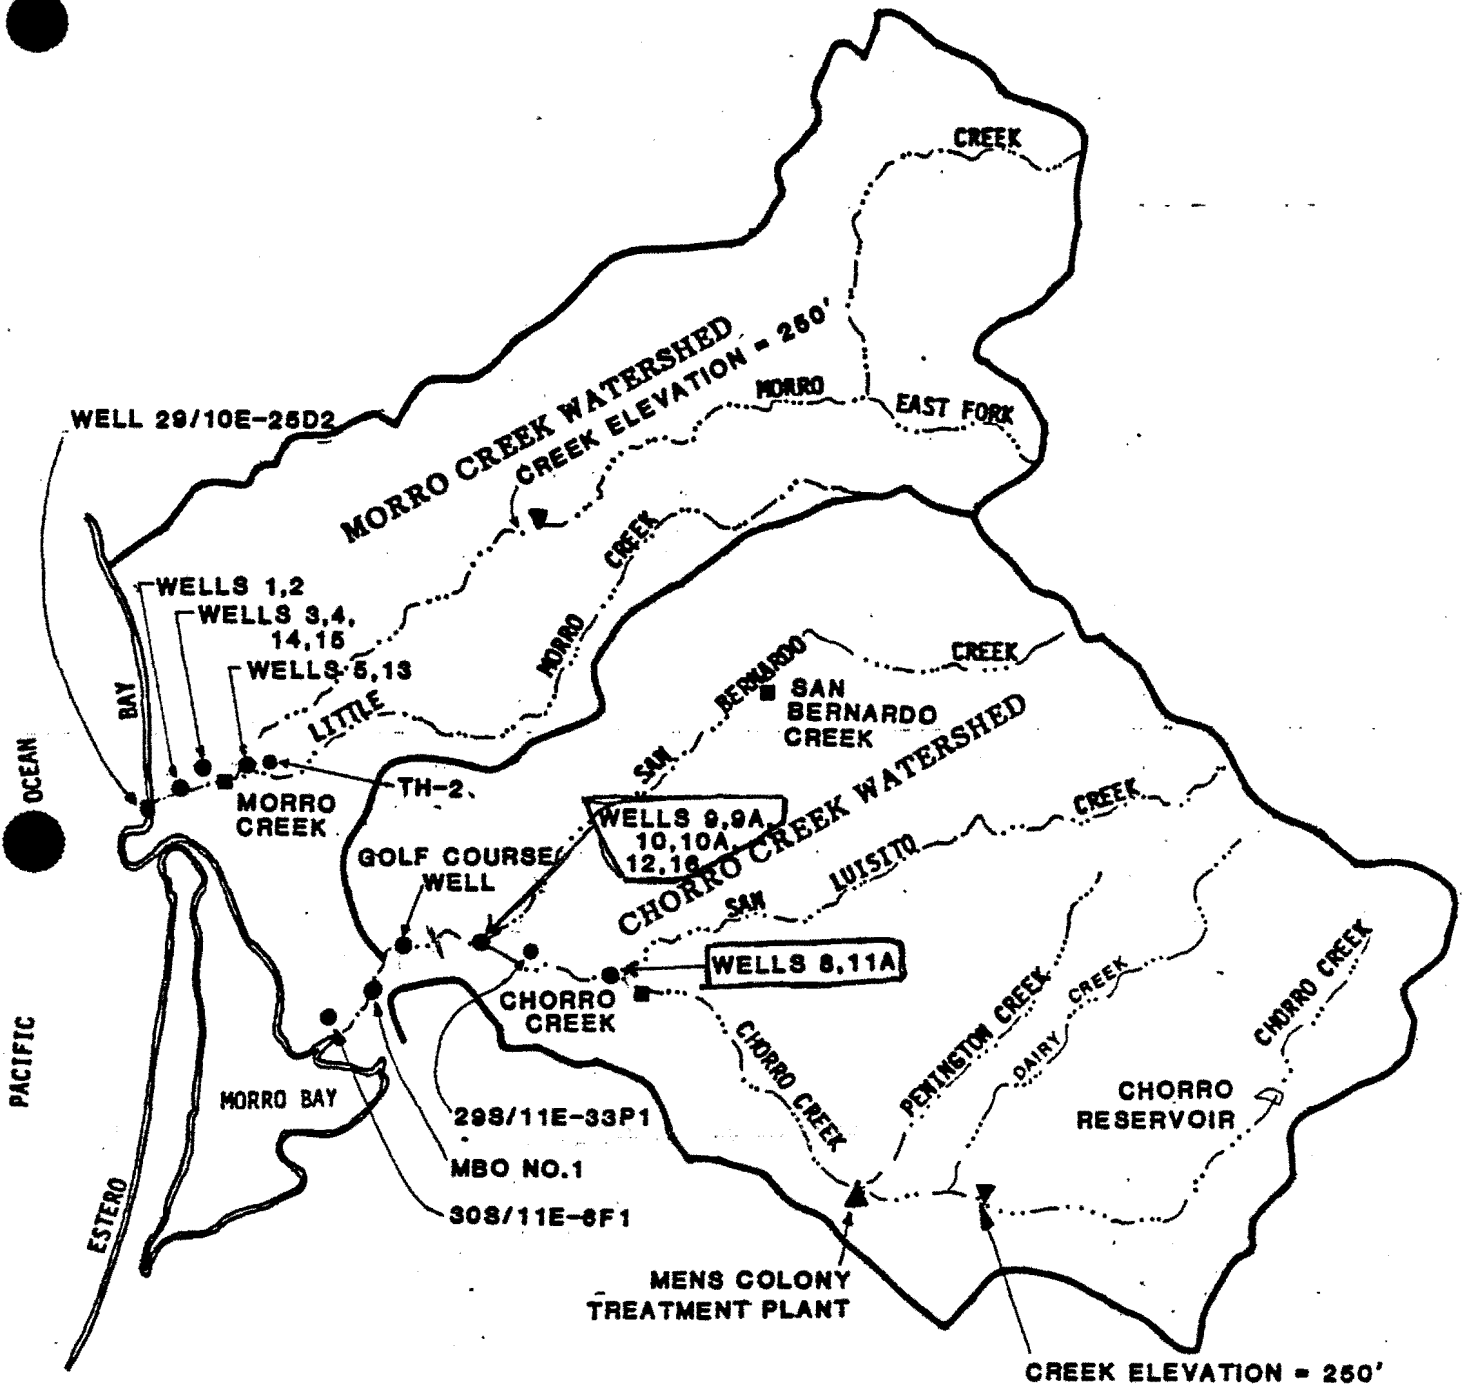 CREEK
MORRO CREEK WATERSHED
CREEK ELEVATION = 250'
MORRO
EAST FORK
WELL 29/10E-25D2
CREEK
WELLS 1,2
WELLS 3,4,
14,15
WELLS 5,13
MORRO
LITTLE
BAY
BERNARDO
CREEK
SAN
BERNARDO
CREEK
SAN
OCEAN
TH-2
MORRO
CREEK
WELLS 9,9A,
10,10A,
12,16
CHORRO CREEK WATERSHED
CREEK
LUISITO
SAN
GOLF COURSE
WELL
WELLS 8,11A
CHORRO
CREEK
CHORRO CREEK
PENINGTON CREEK
DAIRY
CREEK
CHORRO CREEK
CHORRO
RESERVOIR
PACIFIC
MORRO BAY
29S/11E-33P1
MBO NO.1
30S/11E-6F1
ESTERO
MENS COLONY
TREATMENT PLANT
CREEK ELEVATION = 250'